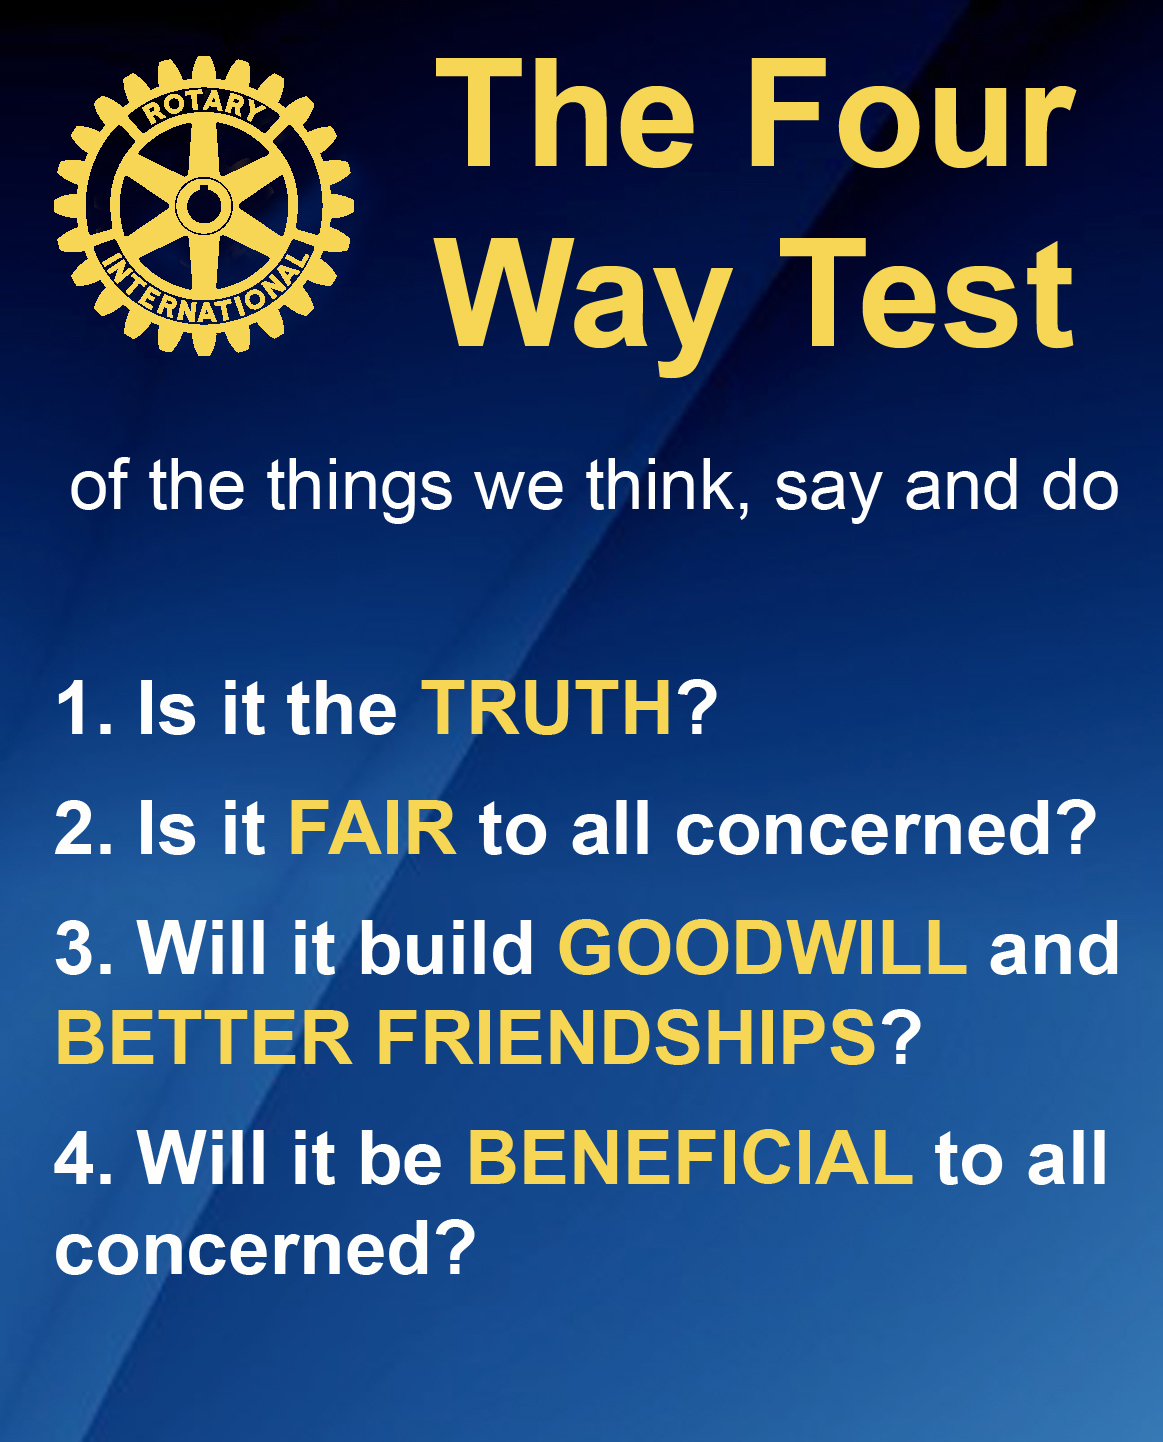 ROTARY
INTERNATIONAL
The Four
Way Test
of the things we think, say and do
1. Is it the TRUTH?
2. Is it FAIR to all concerned?
3. Will it build GOODWILL and
BETTER FRIENDSHIPS?
4. Will it be BENEFICIAL to all
concerned?